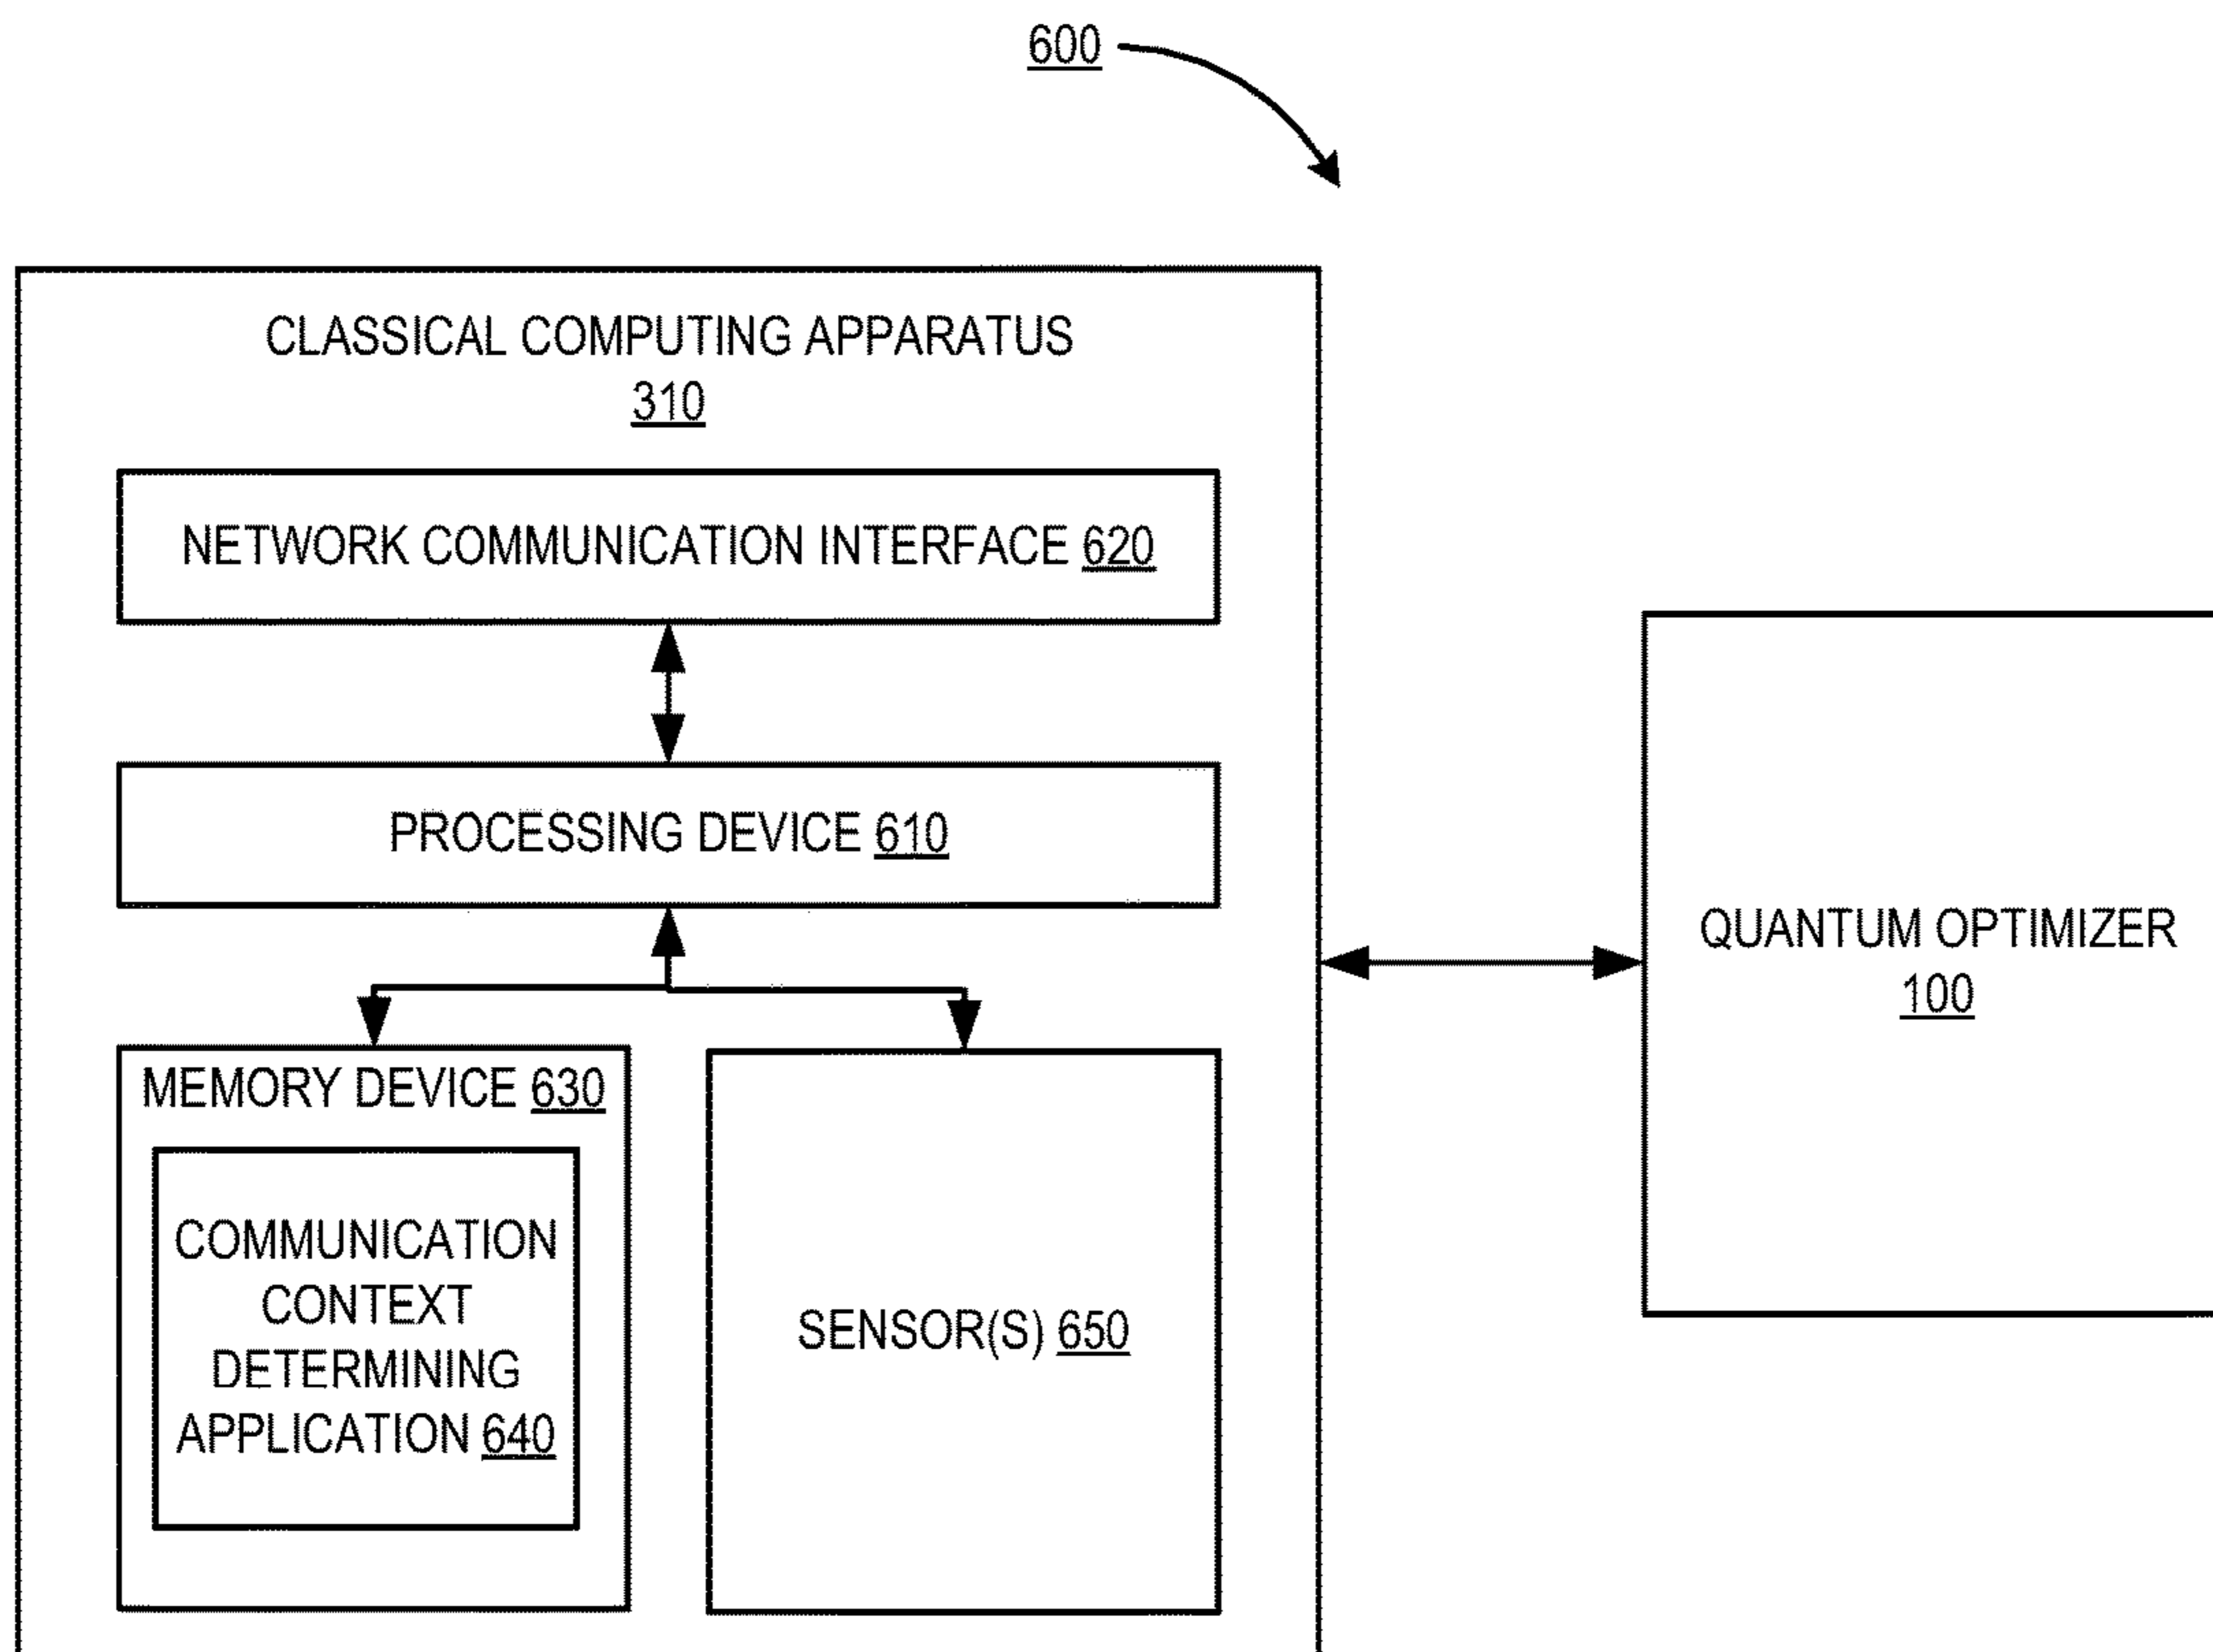 600
CLASSICAL COMPUTING APPARATUS
310
NETWORK COMMUNICATION INTERFACE 620
PROCESSING DEVICE 610
MEMORY DEVICE 630
COMMUNICATION
CONTEXT
DETERMINING
APPLICATION 640
SENSOR(S) 650
QUANTUM OPTIMIZER
100